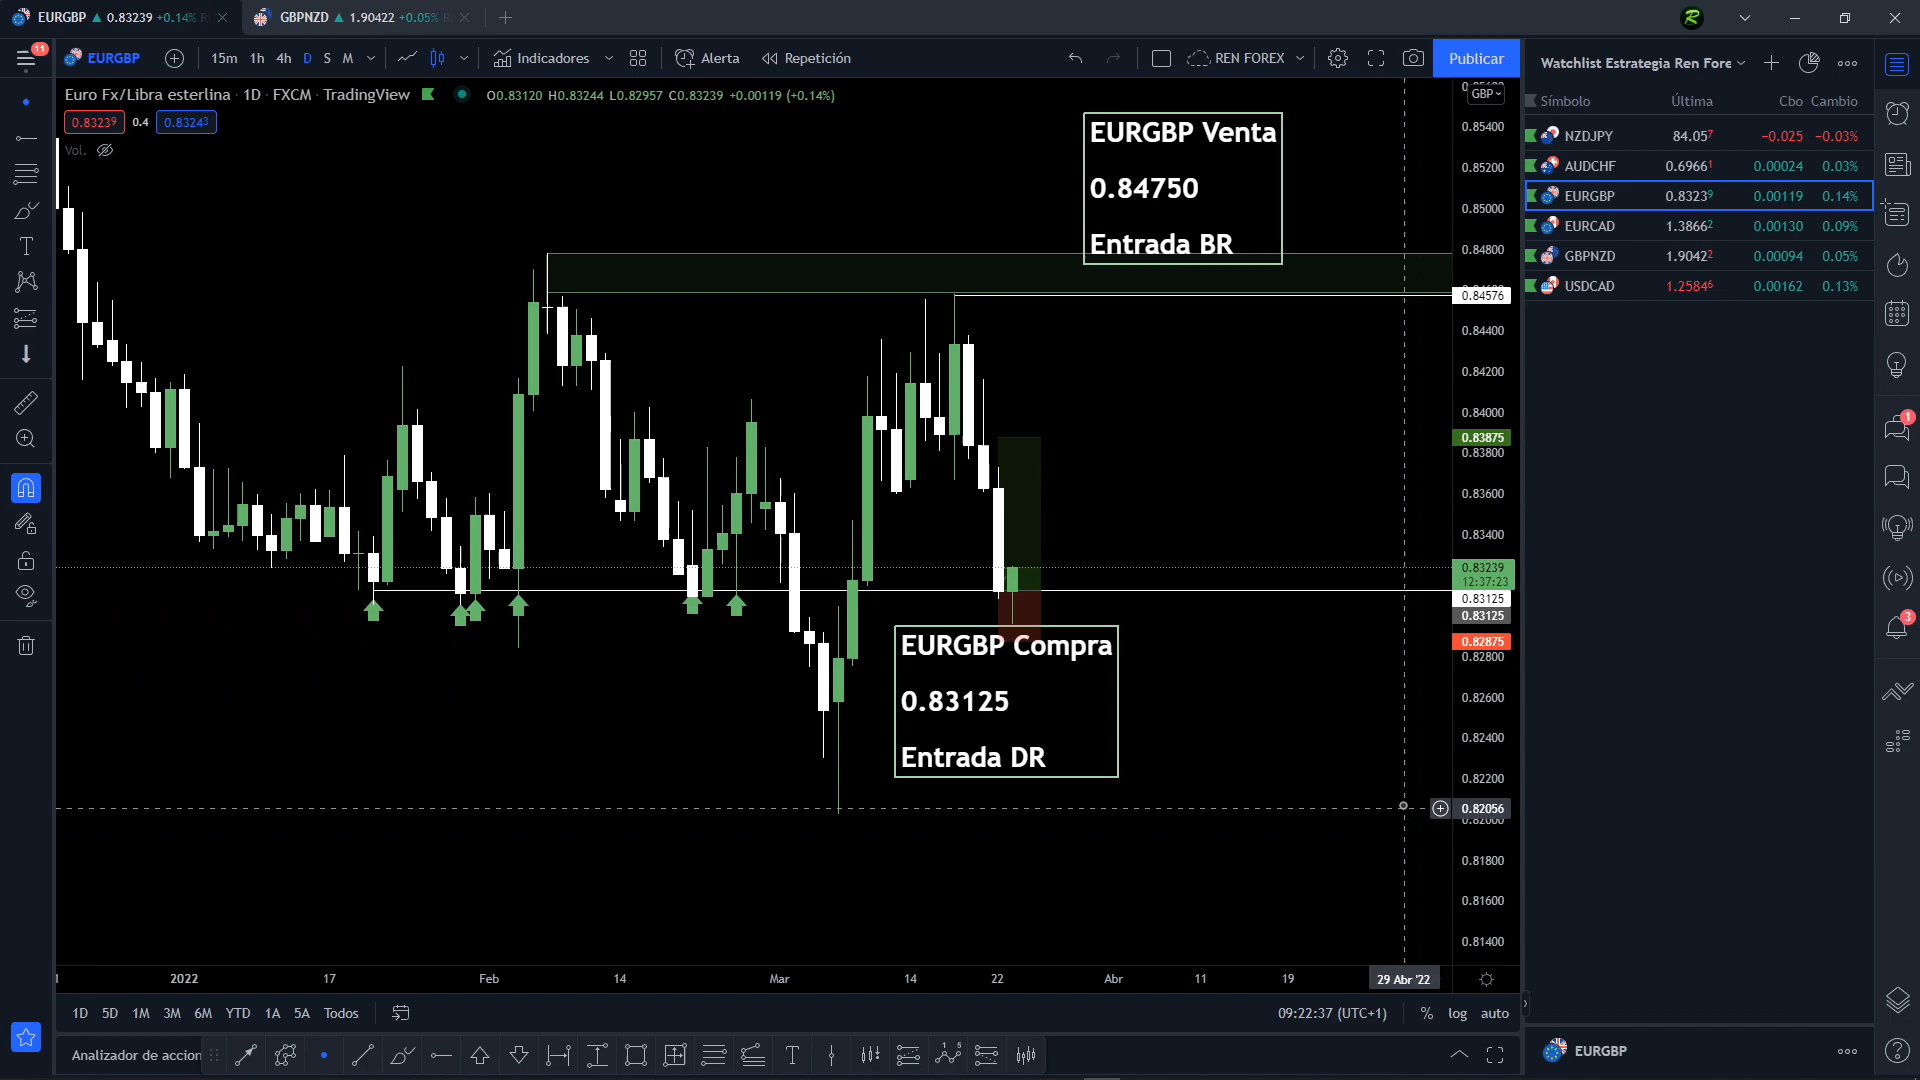 EURGBP ▲ 0.83239 +0.14%
GBPNZD ▲ 1.90422 +0.05%
11
EURGBP
15m 1h 4h D S M
Indicadores
Alerta
Repetición
REN FOREX
Publicar
Euro Fx/Libra esterlina · 1D · FXCM · TradingView
O0.83120 H0.83244 L0.82957 C0.83239 +0.00119 (+0.14%)
0.83239 0.4 0.83243
Vol.
EURGBP Venta
0.84750
Entrada BR
EURGBP Compra
0.83125
Entrada DR
GBP
0.85400
0.85200
0.85000
0.84800
0.84576
0.84400
0.84200
0.84000
0.83875
0.83800
0.83600
0.83400
0.83239
12:37:23
0.83125
0.83125
0.82875
0.82800
0.82600
0.82400
0.82200
0.82056
0.82000
0.81800
0.81600
0.81400
2022 17 Feb 14 Mar 14 22 Abr 11 19 29 Abr '22
1D 5D 1M 3M 6M YTD 1A 5A Todos
09:22:37 (UTC+1) % log auto
Analizador de accion
Watchlist Estrategia Ren Fore
Símbolo Última Cbo Cambio
NZDJPY 84.057 −0.025 −0.03%
AUDCHF 0.69661 0.00024 0.03%
EURGBP 0.83239 0.00119 0.14%
EURCAD 1.38662 0.00130 0.09%
GBPNZD 1.90422 0.00094 0.05%
USDCAD 1.25846 0.00162 0.13%
1
3
EURGBP